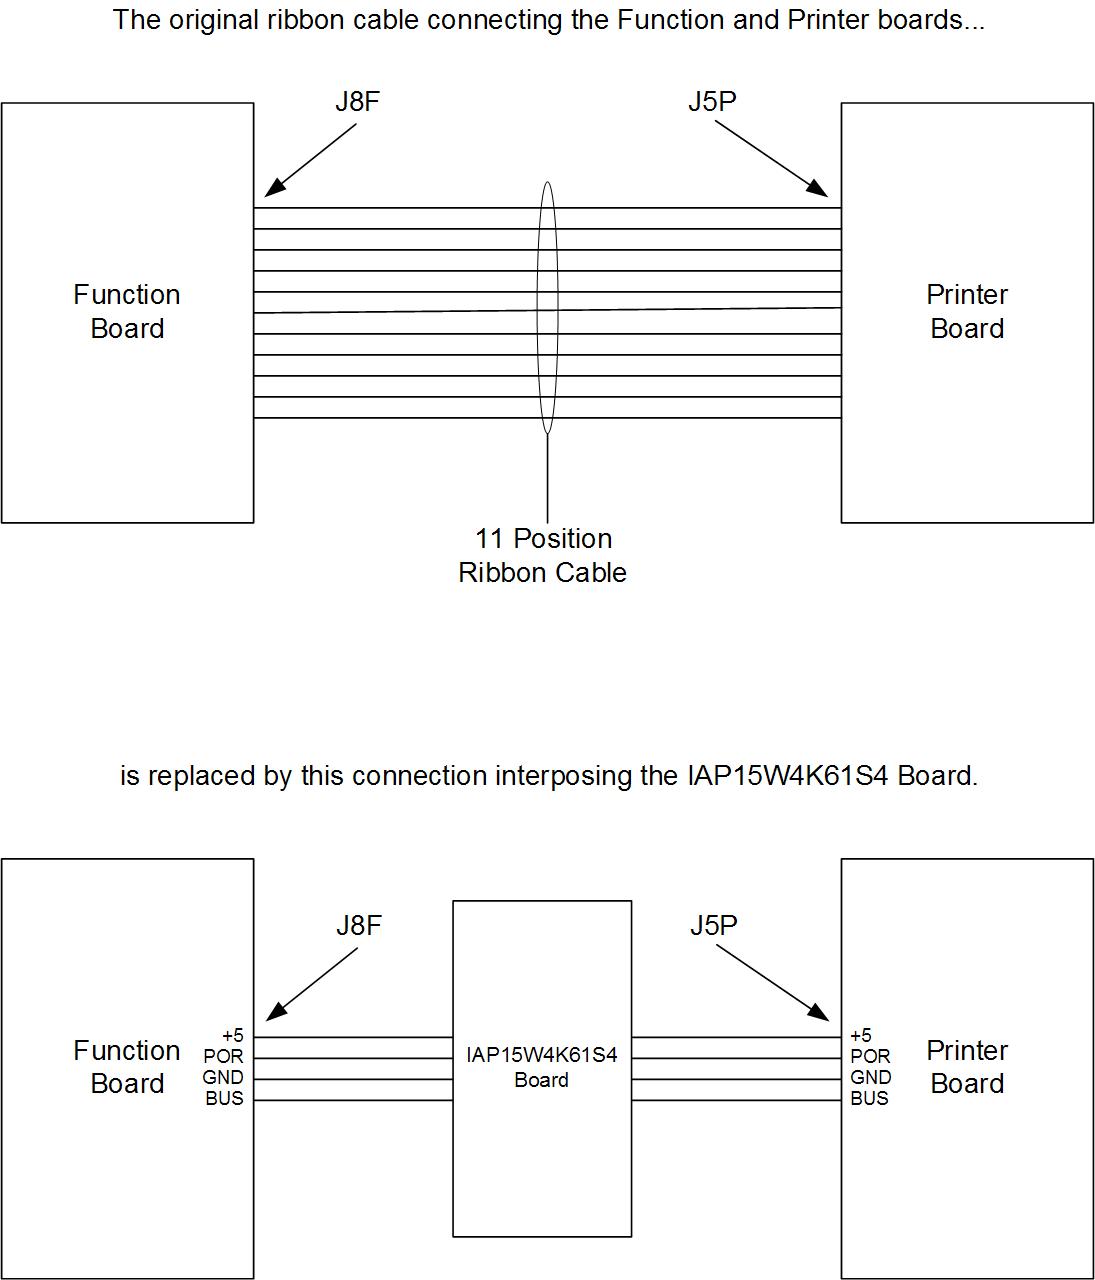 The original ribbon cable connecting the Function and Printer boards...
J8F
J5P
Function
Board
Printer
Board
11 Position
Ribbon Cable
is replaced by this connection interposing the IAP15W4K61S4 Board.
J8F
J5P
Function
Board
+5
POR
GND
BUS
IAP15W4K61S4
Board
+5
POR
GND
BUS
Printer
Board